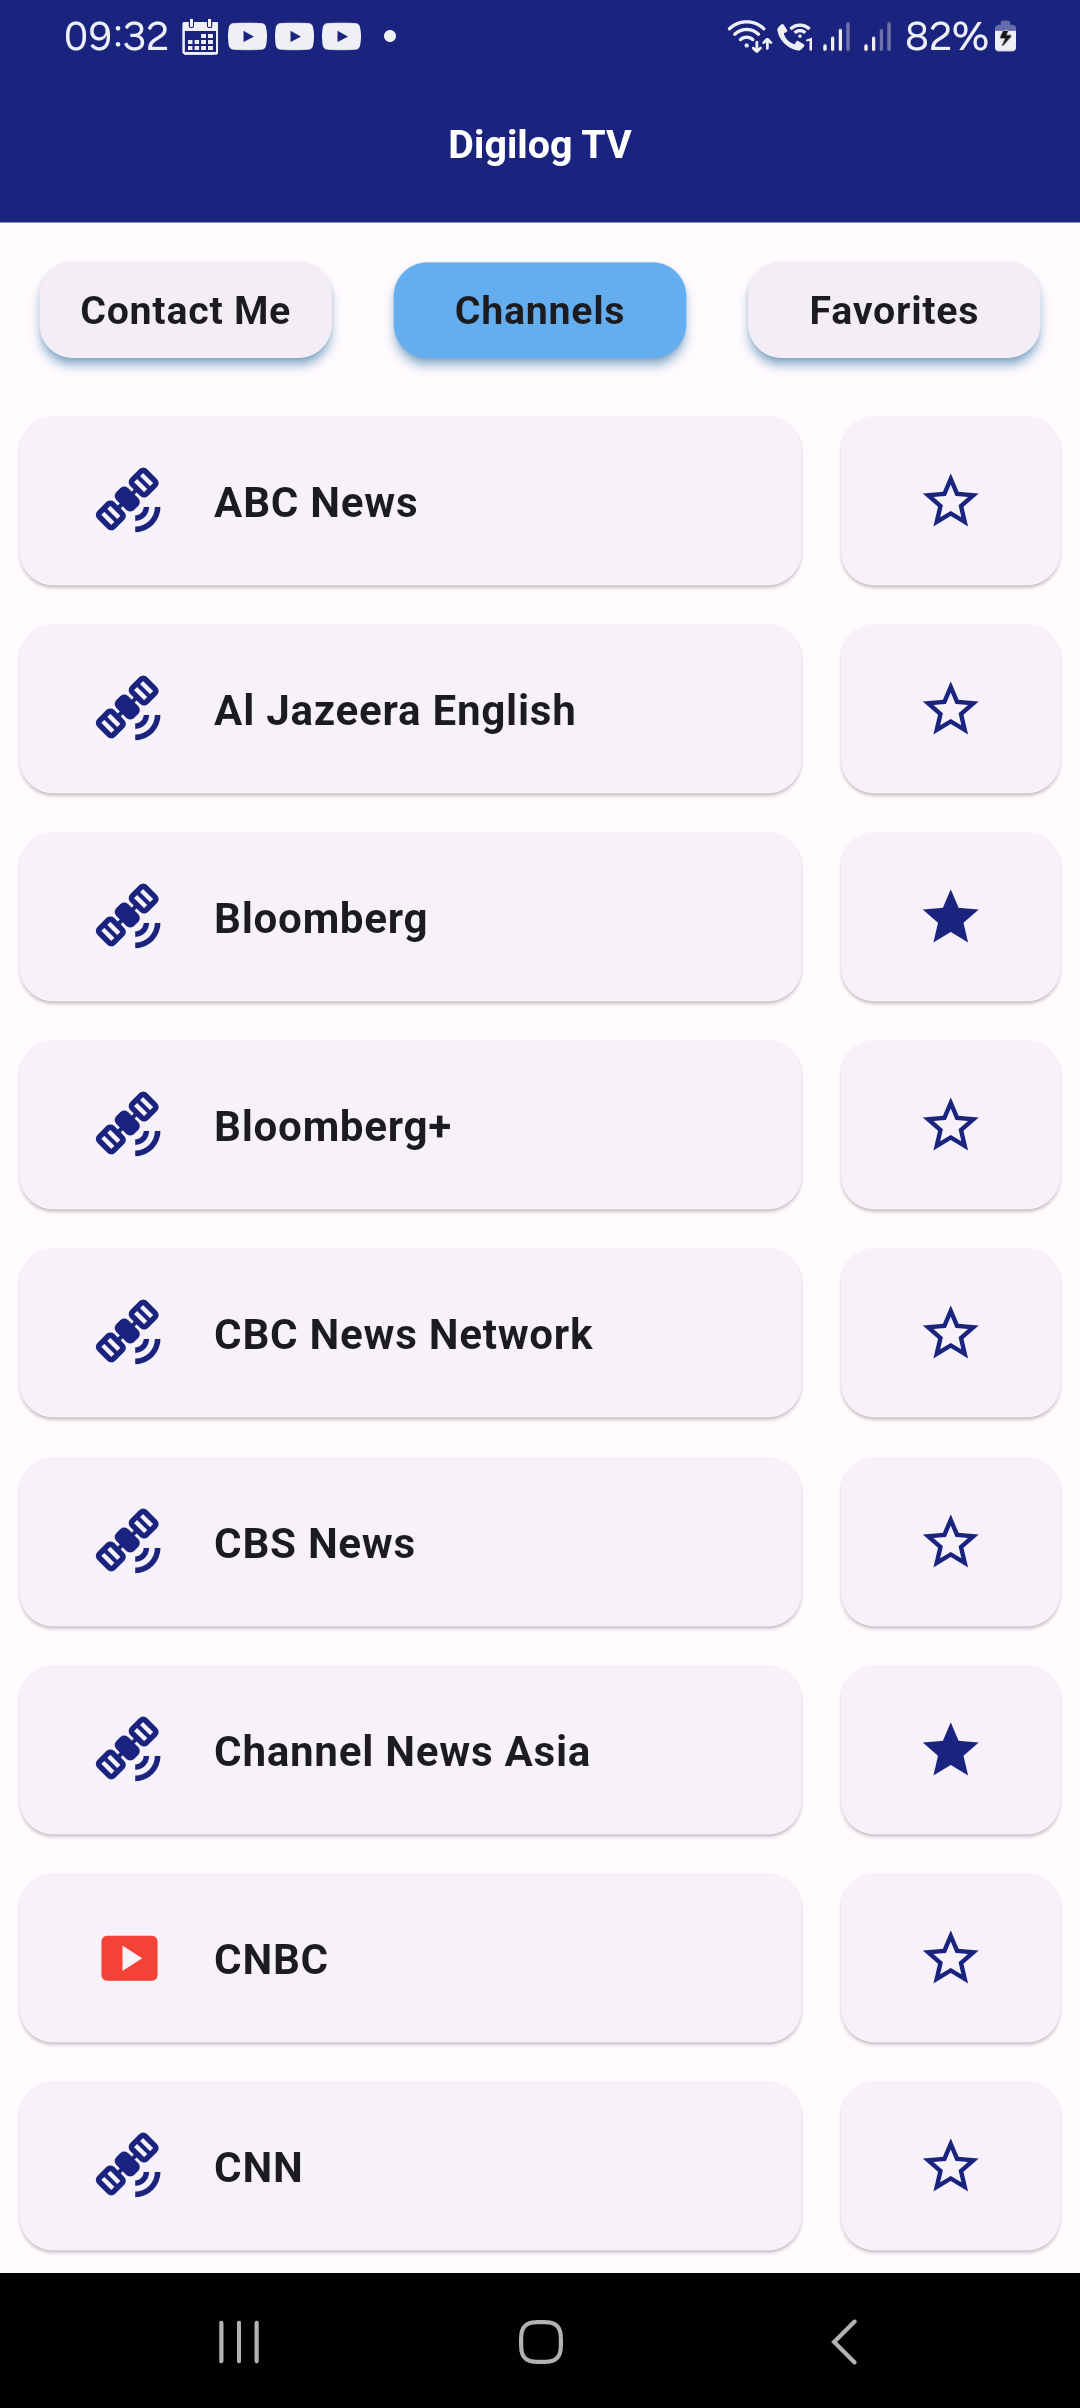 09:32
82%
Digilog TV
Contact Me
Channels
Favorites
ABC News
Al Jazeera English
Bloomberg
Bloomberg+
CBC News Network
CBS News
Channel News Asia
CNBC
CNN